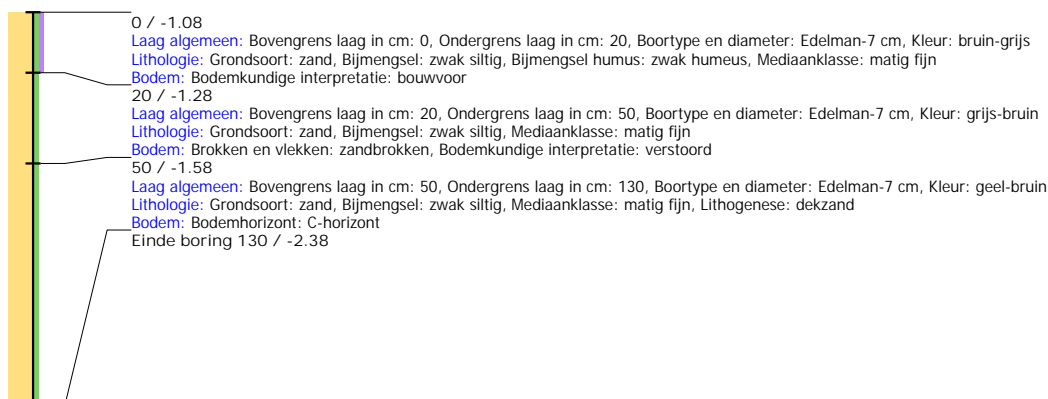 0 / -1.08
Laag algemeen: Bovengrens laag in cm: 0, Ondergrens laag in cm: 20, Boortype en diameter: Edelman-7 cm, Kleur: bruin-grijs
Lithologie: Grondsoort: zand, Bijmengsel: zwak siltig, Bijmengsel humus: zwak humeus, Mediaanklasse: matig fijn
Bodem: Bodemkundige interpretatie: bouwvoor
20 / -1.28
Laag algemeen: Bovengrens laag in cm: 20, Ondergrens laag in cm: 50, Boortype en diameter: Edelman-7 cm, Kleur: grijs-bruin
Lithologie: Grondsoort: zand, Bijmengsel: zwak siltig, Mediaanklasse: matig fijn
Bodem: Brokken en vlekken: zandbrokken, Bodemkundige interpretatie: verstoord
50 / -1.58
Laag algemeen: Bovengrens laag in cm: 50, Ondergrens laag in cm: 130, Boortype en diameter: Edelman-7 cm, Kleur: geel-bruin
Lithologie: Grondsoort: zand, Bijmengsel: zwak siltig, Mediaanklasse: matig fijn, Lithogenese: dekzand
Bodem: Bodemhorizont: C-horizont
Einde boring 130 / -2.38